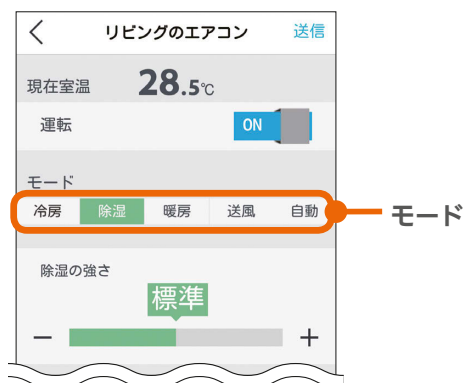 リビングのエアコン 送信
現在室温 28.5℃
運転 ON
モード
冷房 除湿 暖房 送風 自動
モード
除湿の強さ
標準
− +